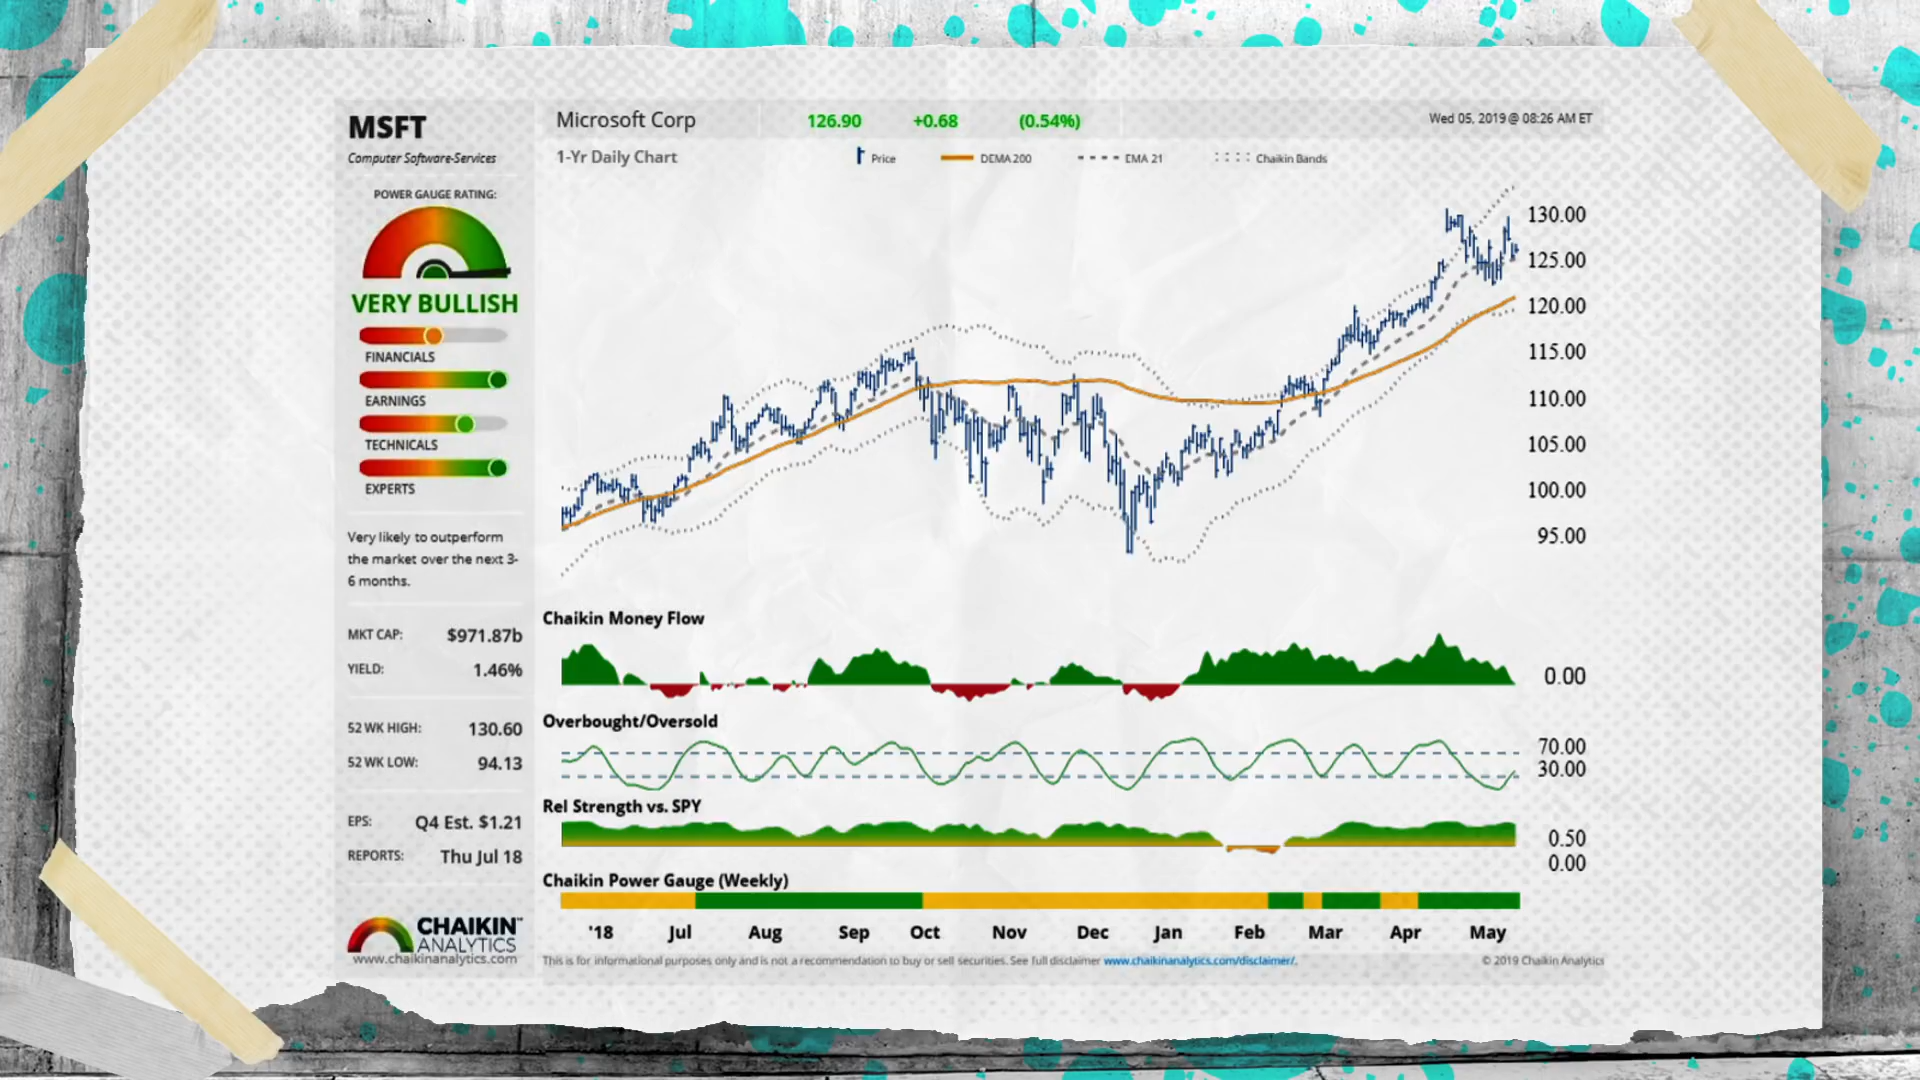 MSFT
Computer Software-Services
POWER GAUGE RATING:
VERY BULLISH
FINANCIALS
EARNINGS
TECHNICALS
EXPERTS
Very likely to outperform
the market over the next 3-
6 months.
MKT CAP: $971.87b
YIELD: 1.46%
52 WK HIGH: 130.60
52 WK LOW: 94.13
EPS: Q4 Est. $1.21
REPORTS: Thu Jul 18
CHAIKIN™
ANALYTICS
www.chaikinanalytics.com
Microsoft Corp 126.90 +0.68 (0.54%) Wed 05, 2019 @ 08:26 AM ET
1-Yr Daily Chart Price DEMA 200 EMA 21 Chaikin Bands
130.00
125.00
120.00
115.00
110.00
105.00
100.00
95.00
Chaikin Money Flow
0.00
Overbought/Oversold
70.00
30.00
Rel Strength vs. SPY
0.50
0.00
Chaikin Power Gauge (Weekly)
'18 Jul Aug Sep Oct Nov Dec Jan Feb Mar Apr May
This is for informational purposes only and is not a recommendation to buy or sell securities. See full disclaimer www.chaikinanalytics.com/disclaimer/. © 2019 Chaikin Analytics